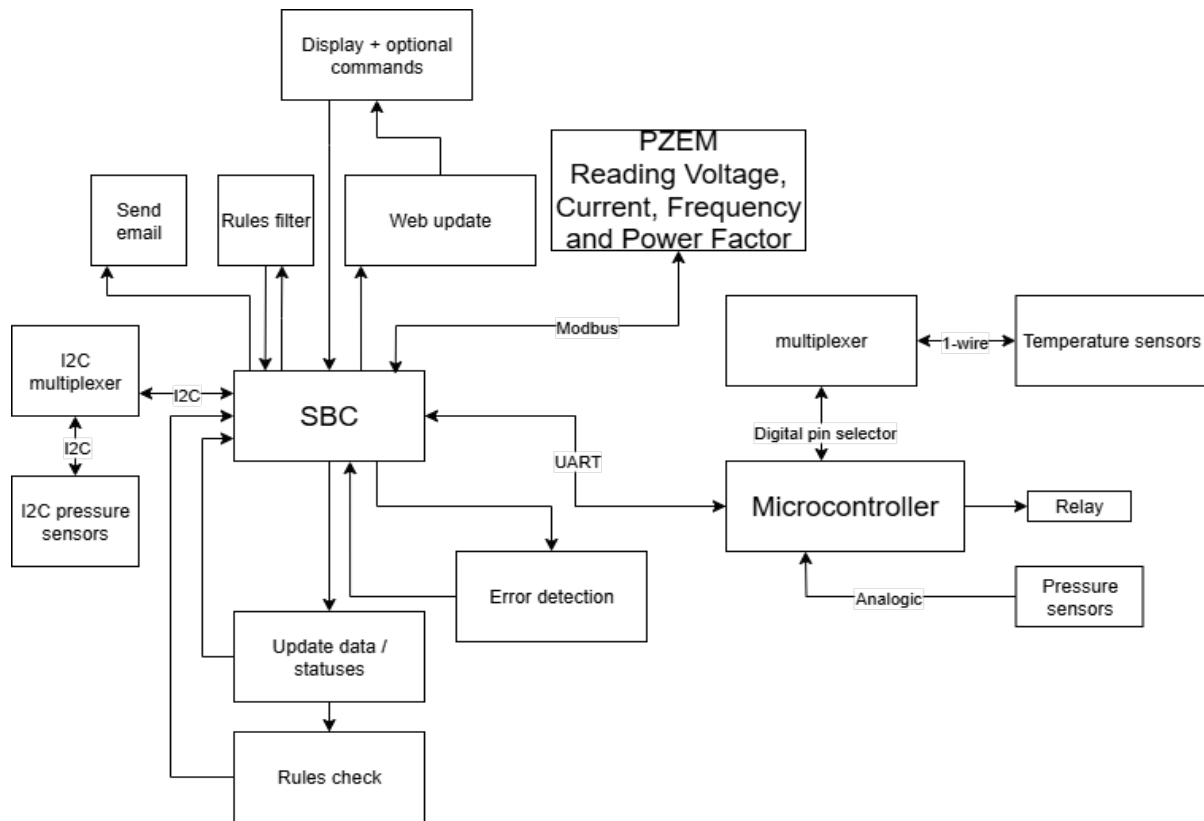 Display + optional
commands
PZEM
Reading Voltage,
Current, Frequency
and Power Factor
Send
email
Rules filter
Web update
Modbus
I2C
multiplexer
I2C
I2C
I2C pressure
sensors
SBC
UART
multiplexer
1-wire
Temperature sensors
Digital pin selector
Microcontroller
Relay
Analogic
Pressure
sensors
Error detection
Update data /
statuses
Rules check